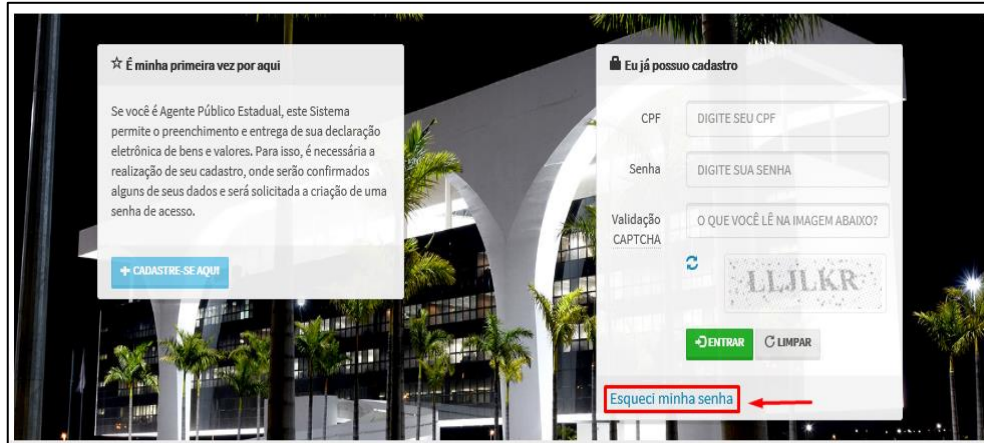 É minha primeira vez por aqui
Se você é Agente Público Estadual, este Sistema
permite o preenchimento e entrega de sua declaração
eletrônica de bens e valores. Para isso, é necessária a
realização de seu cadastro, onde serão confirmados
alguns de seus dados e será solicitada a criação de uma
senha de acesso.
+ CADASTRE-SE AQUI
Eu já possuo cadastro
CPF DIGITE SEU CPF
Senha DIGITE SUA SENHA
Validação O QUE VOCÊ LÊ NA IMAGEM ABAIXO?
CAPTCHA
LLJLKR
ENTRAR LIMPAR
Esqueci minha senha